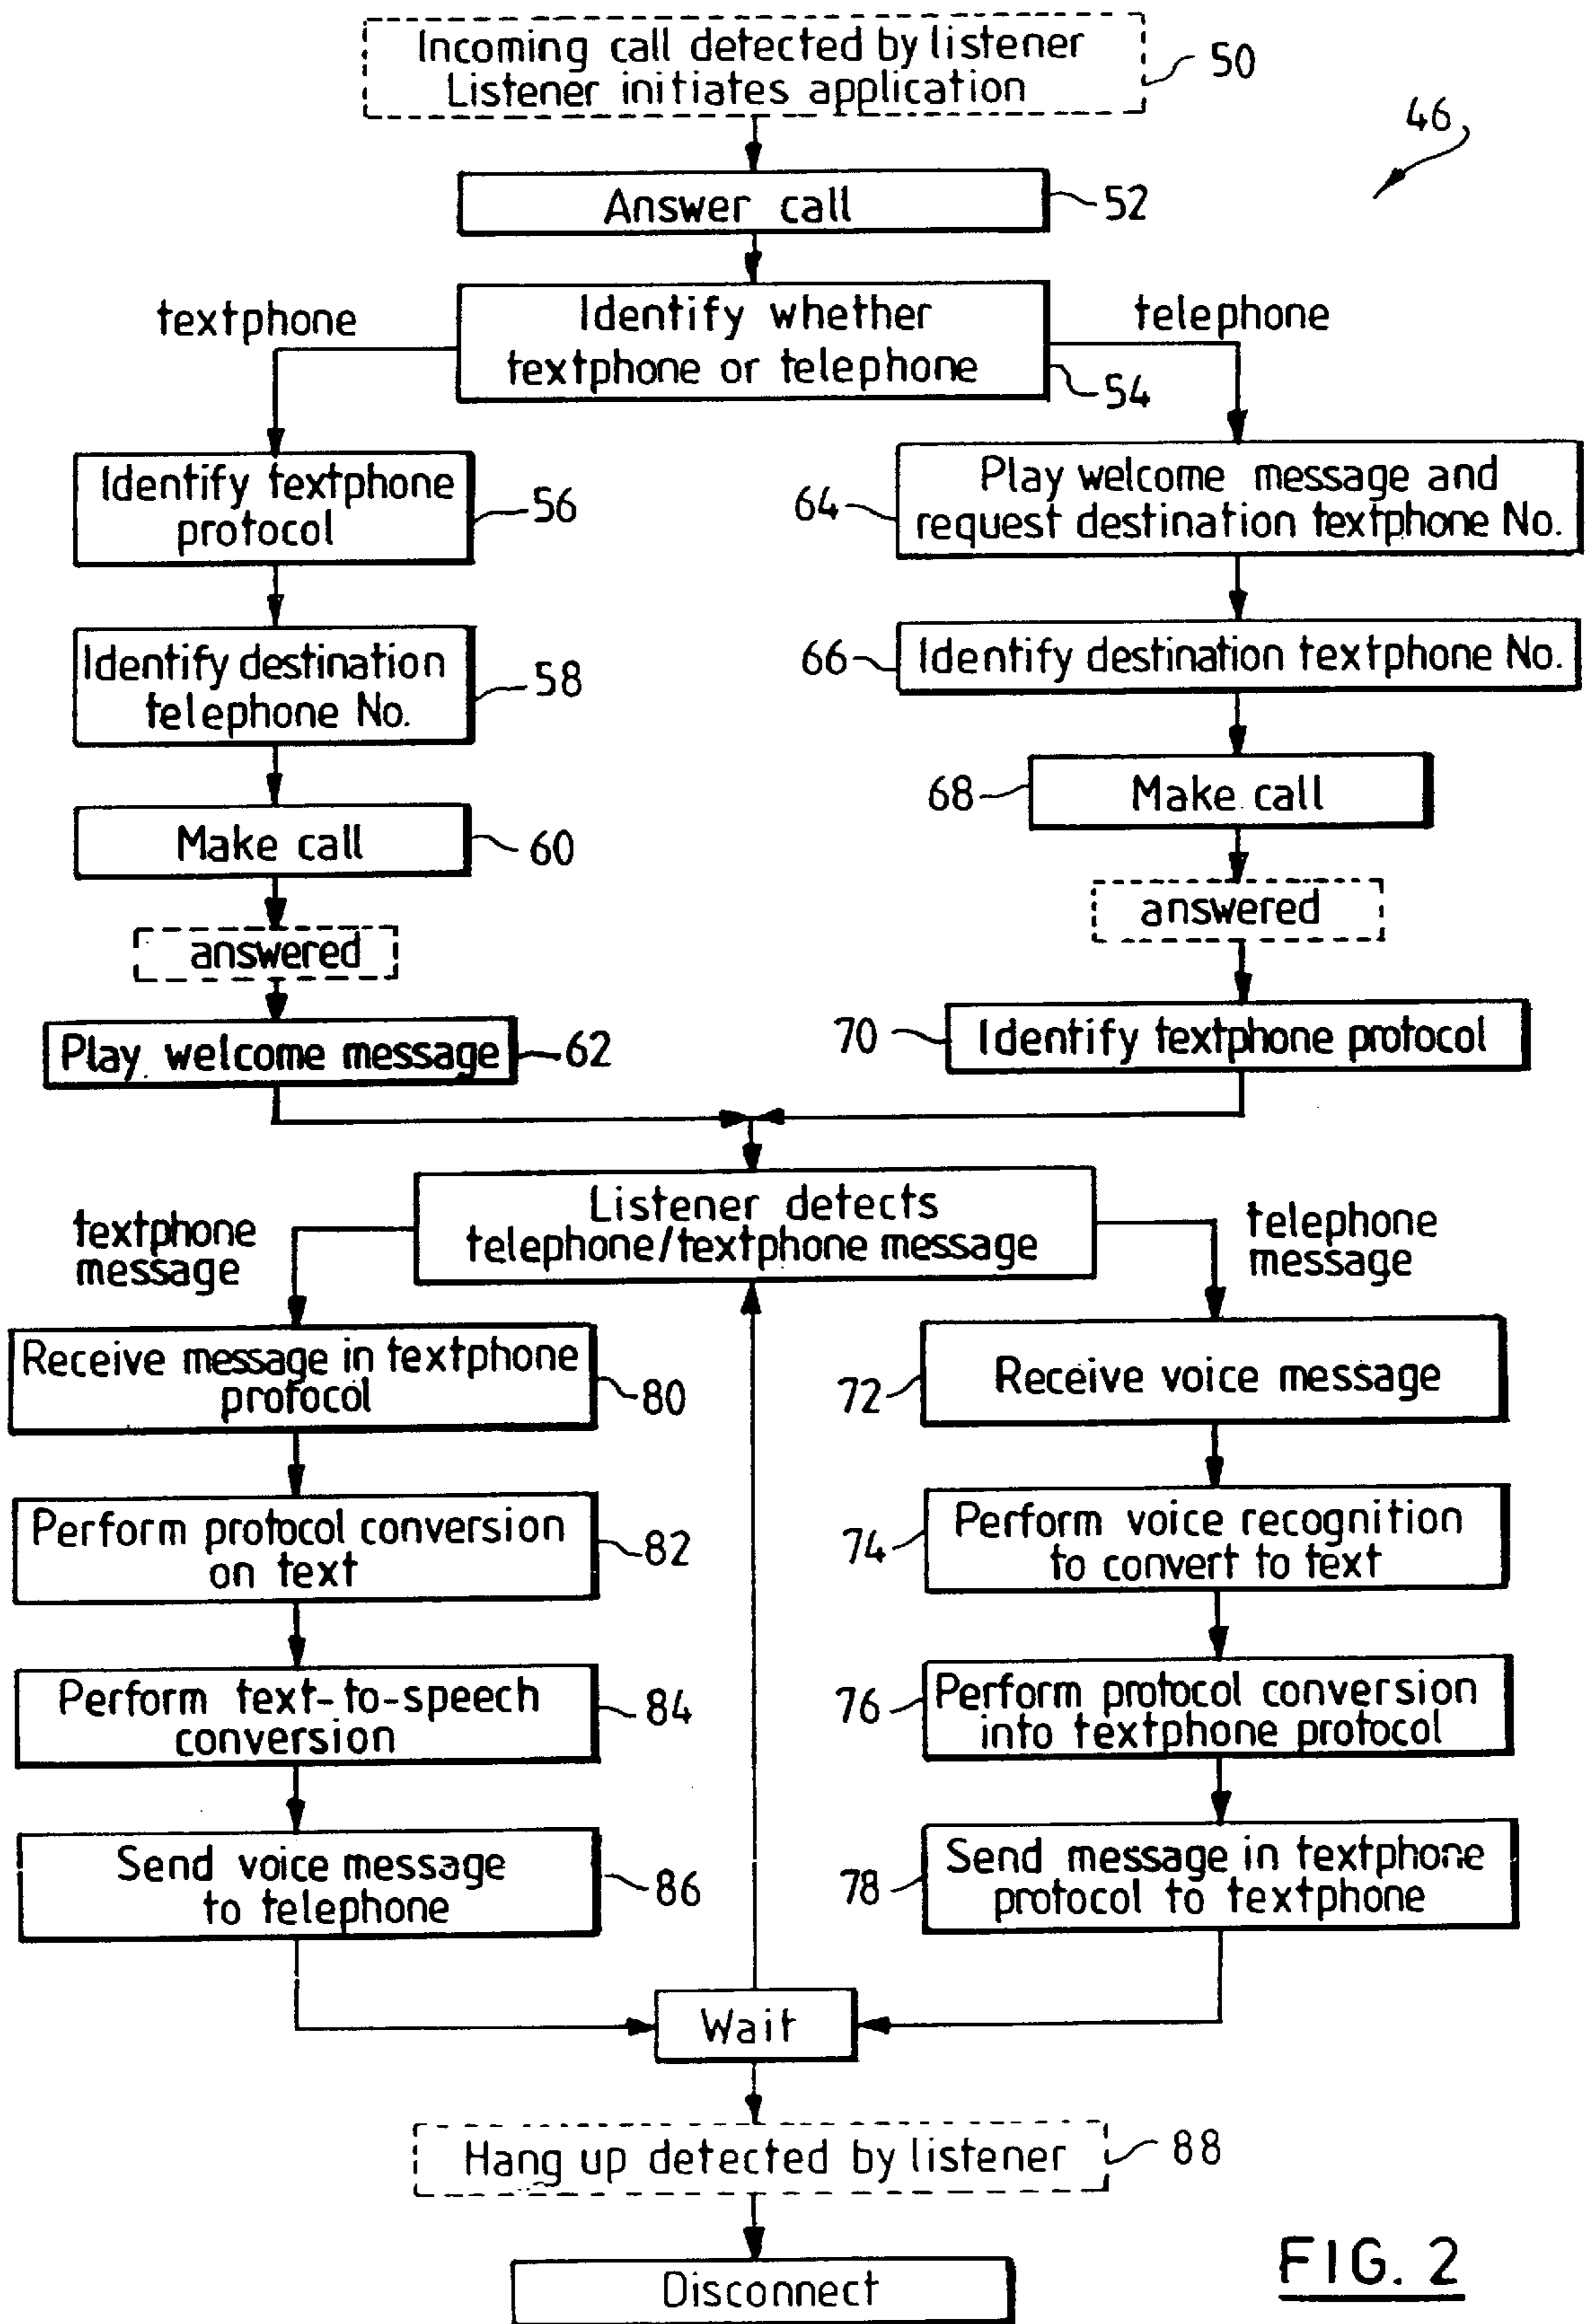 Incoming call detected by listener
Listener initiates application
50
46
Answer call
52
textphone
Identify whether
textphone or telephone
telephone
54
Identify textphone
protocol
56
64
Play welcome message and
request destination textphone No.
Identify destination
telephone No.
58
66
Identify destination textphone No.
Make call
60
68
Make call
answered
answered
Play welcome message
62
70
Identify textphone protocol
textphone
message
Listener detects
telephone/textphone message
telephone
message
Receive message in textphone
protocol
80
72
Receive voice message
Perform protocol conversion
on text
82
74
Perform voice recognition
to convert to text
Perform text-to-speech
conversion
84
76
Perform protocol conversion
into textphone protocol
Send voice message
to telephone
86
78
Send message in textphone
protocol to textphone
Wait
Hang up detected by listener
88
Disconnect
FIG. 2